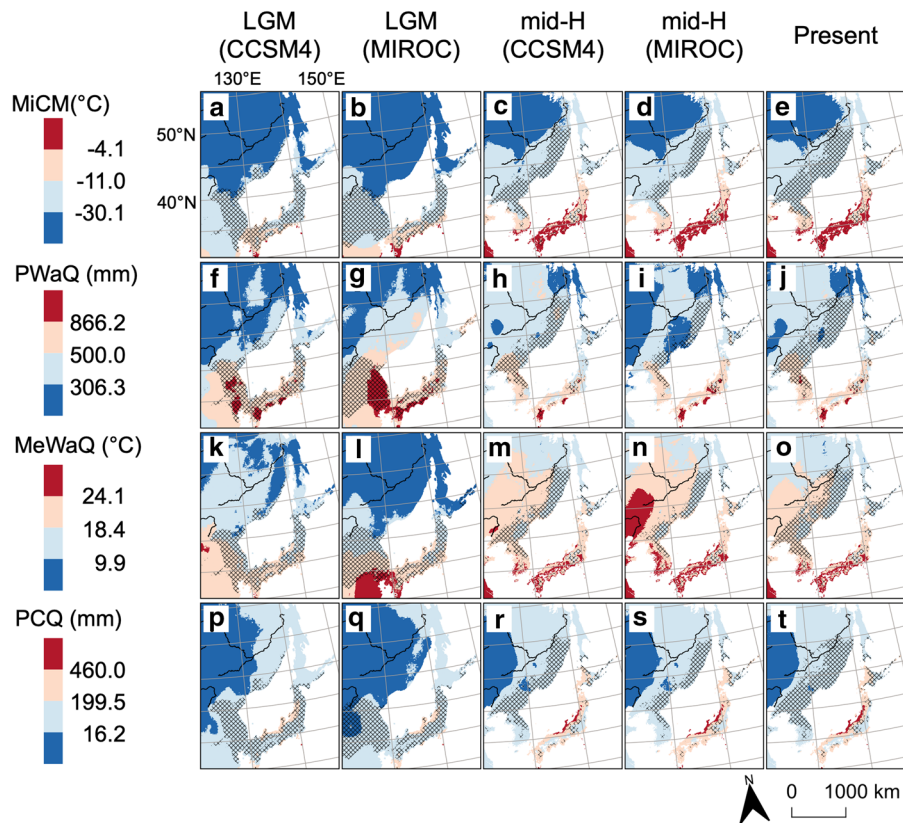 LGM
(CCSM4)
LGM
(MIROC)
mid-H
(CCSM4)
mid-H
(MIROC)
Present
130°E 150°E
50°N
40°N
MiCM(°C)
-4.1
-11.0
-30.1
a b c d e
PWaQ (mm)
866.2
500.0
306.3
f g h i j
MeWaQ (°C)
24.1
18.4
9.9
k l m n o
PCQ (mm)
460.0
199.5
16.2
p q r s t
N
0 1000 km